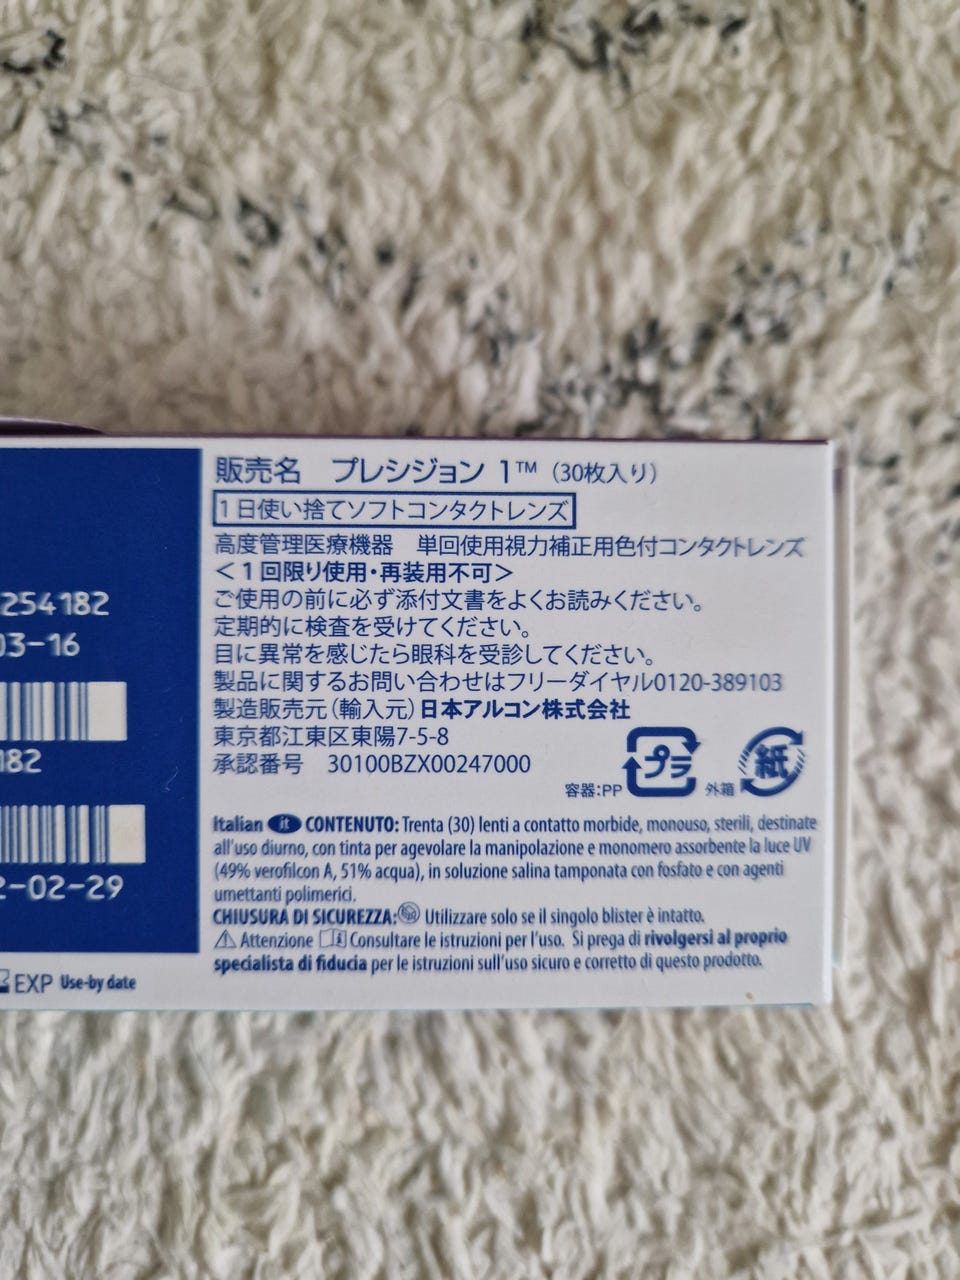 254182
03-16
182
2-02-29
EXP Use-by date
販売名 プレシジョン 1™ (30枚入り)
1日使い捨てソフトコンタクトレンズ
高度管理医療機器 単回使用視力補正用色付コンタクトレンズ
<1回限り使用・再装用不可>
ご使用の前に必ず添付文書をよくお読みください。
定期的に検査を受けてください。
目に異常を感じたら眼科を受診してください。
製品に関するお問い合わせはフリーダイヤル0120-389103
製造販売元(輸入元)日本アルコン株式会社
東京都江東区東陽7-5-8
承認番号 30100BZX00247000
容器:PP プラ 外箱 紙
Italian it CONTENUTO: Trenta (30) lenti a contatto morbide, monouso, sterili, destinate
all'uso diurno, con tinta per agevolare la manipolazione e monomero assorbente la luce UV
(49% verofilcon A, 51% acqua), in soluzione salina tamponata con fosfato e con agenti
umettanti polimerici.
CHIUSURA DI SICUREZZA: Utilizzare solo se il singolo blister è intatto.
Attenzione Consultare le istruzioni per l'uso. Si prega di rivolgersi al proprio
specialista di fiducia per le istruzioni sull'uso sicuro e corretto di questo prodotto.